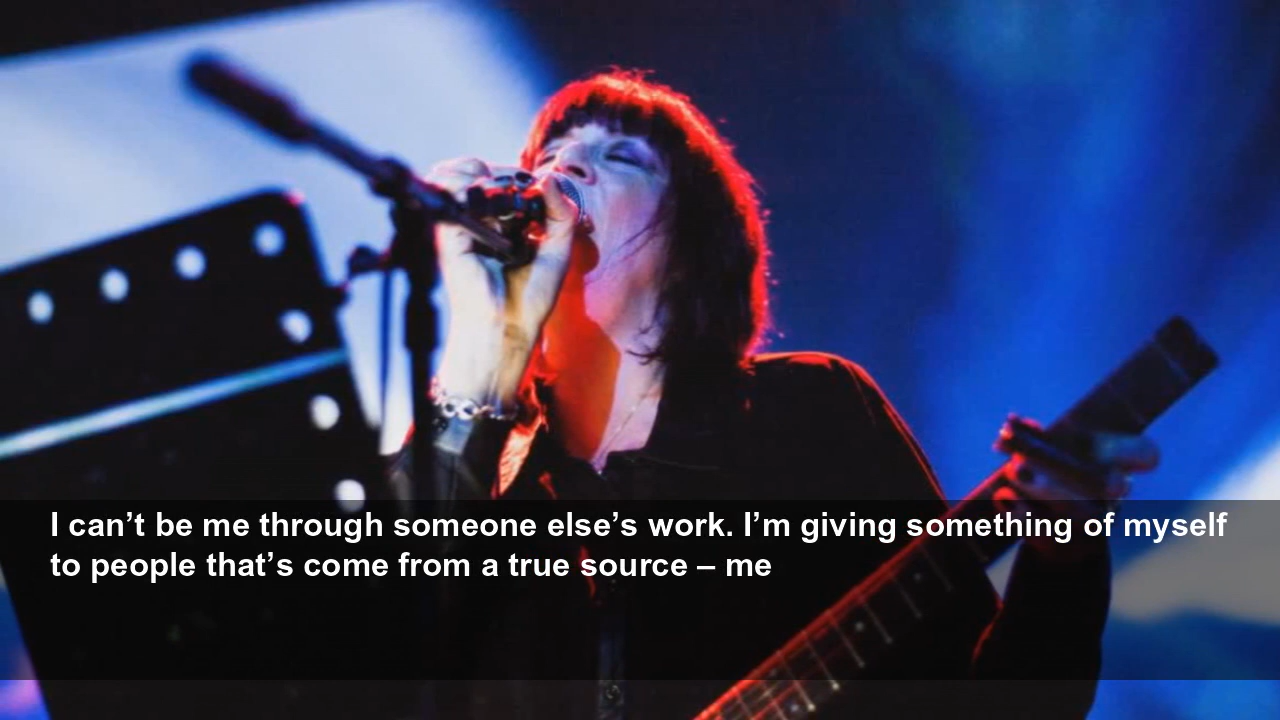 I can’t be me through someone else’s work. I’m giving something of myself
to people that’s come from a true source – me